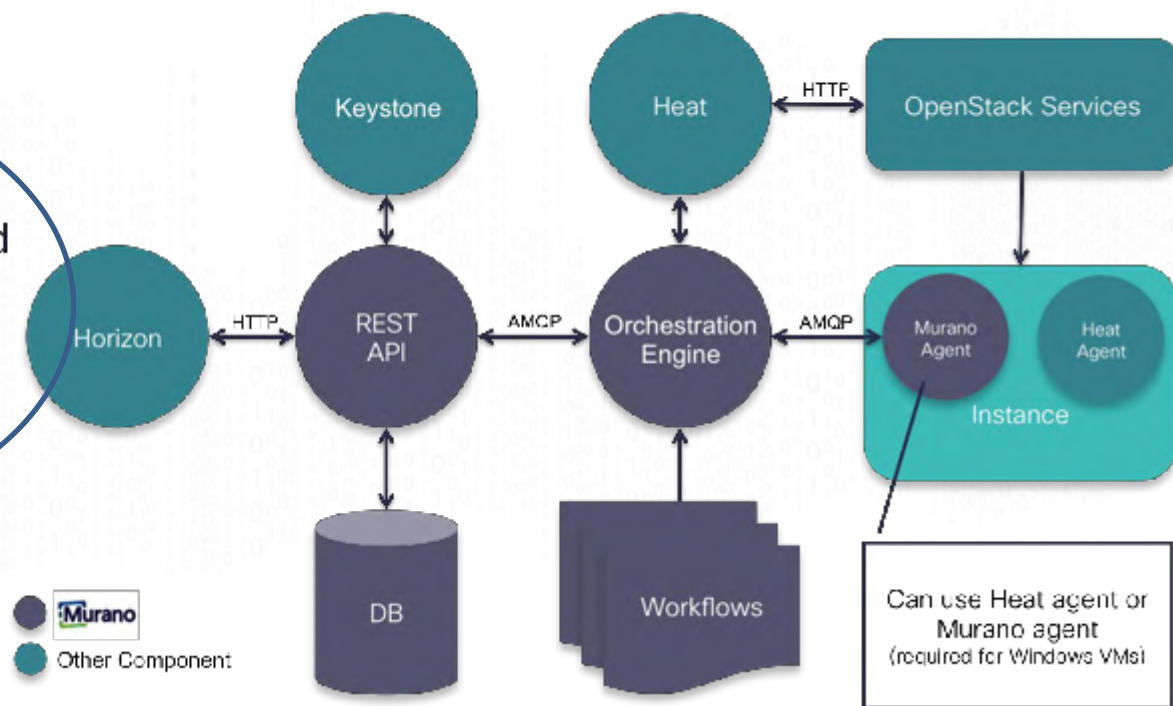 Keystone
Heat
HTTP
OpenStack Services
d
Horizon
HTTP
REST
API
AMQP
Orchestration
Engine
AMQP
Murano
Agent
Heat
Agent
Instance
DB
Workflows
Can use Heat agent or
Murano agent
(required for Windows VMs)
Murano
Other Component